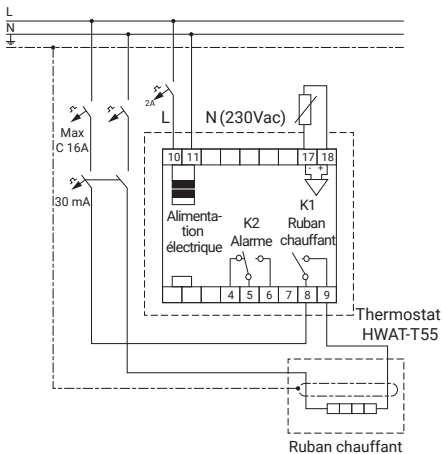 L
N
2A
L N (230Vac)
Max
C 16A
30 mA
10 11 17 18
- +
Alimenta-
tion
électrique
K2
Alarme
K1
Ruban
chauffant
4 5 6 7 8 9
Thermostat
HWAT-T55
Ruban chauffant